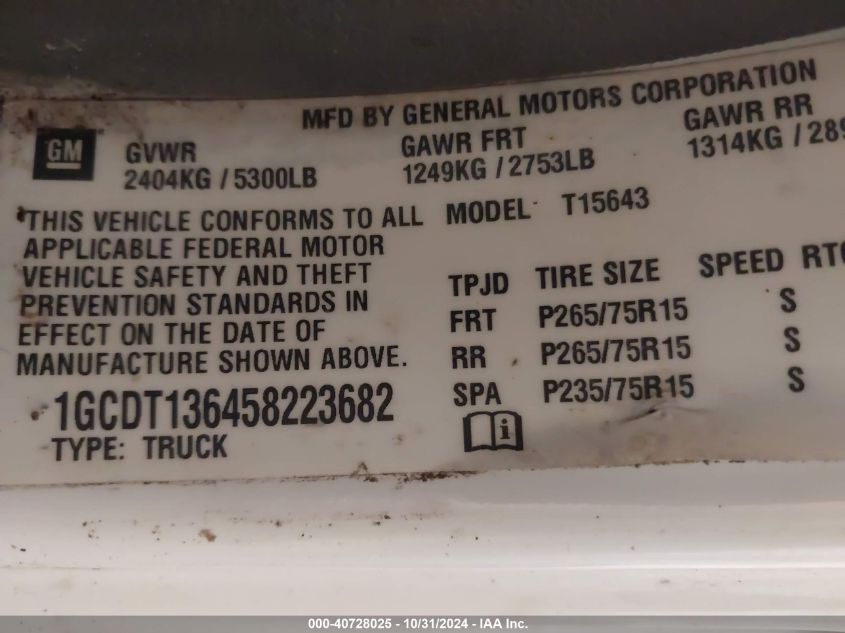 MFD BY GENERAL MOTORS CORPORATION
GM
GVWR GAWR FRT GAWR RR
2404KG / 5300LB 1249KG / 2753LB 1314KG / 289
THIS VEHICLE CONFORMS TO ALL
APPLICABLE FEDERAL MOTOR
VEHICLE SAFETY AND THEFT
PREVENTION STANDARDS IN
EFFECT ON THE DATE OF
MANUFACTURE SHOWN ABOVE.
1GCDT136458223682
TYPE: TRUCK
MODEL T15643
TPJD TIRE SIZE SPEED RTG
FRT P265/75R15 S
RR P265/75R15 S
SPA P235/75R15 S
i
000-40728025 - 10/31/2024 - IAA Inc.